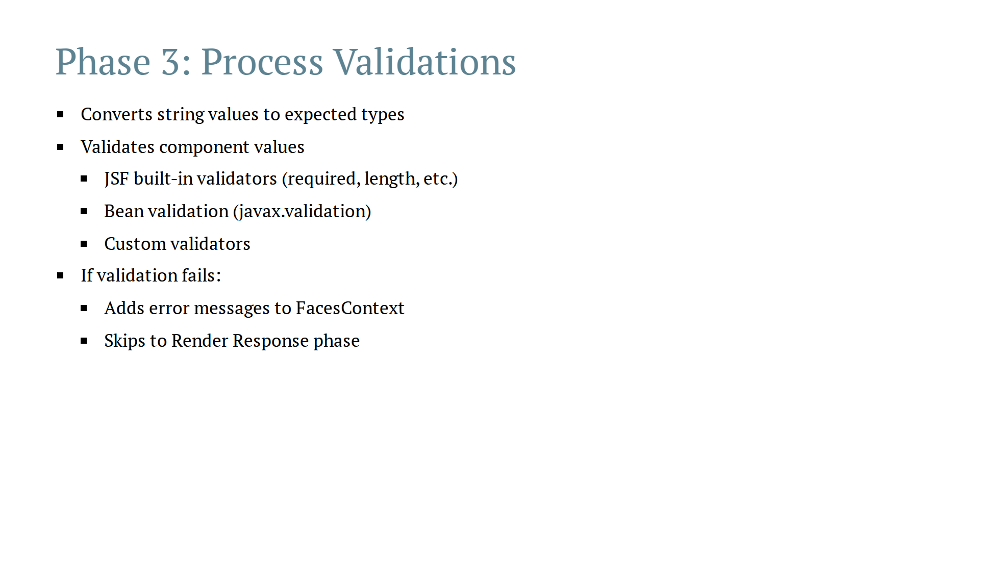 Phase 3: Process Validations
▪ Converts string values to expected types
▪ Validates component values
▪ JSF built-in validators (required, length, etc.)
▪ Bean validation (javax.validation)
▪ Custom validators
▪ If validation fails:
▪ Adds error messages to FacesContext
▪ Skips to Render Response phase